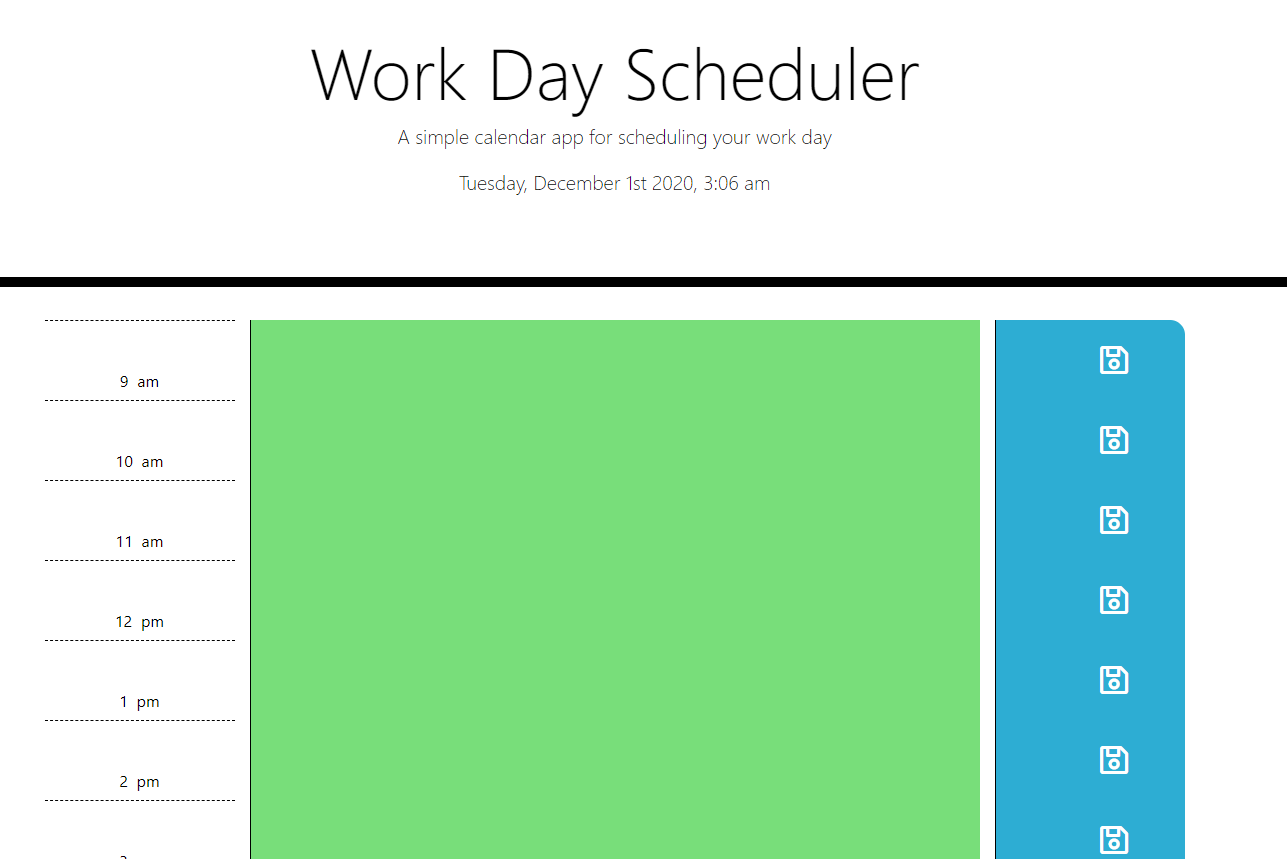 Work Day Scheduler
A simple calendar app for scheduling your work day
Tuesday, December 1st 2020, 3:06 am
9 am
10 am
11 am
12 pm
1 pm
2 pm